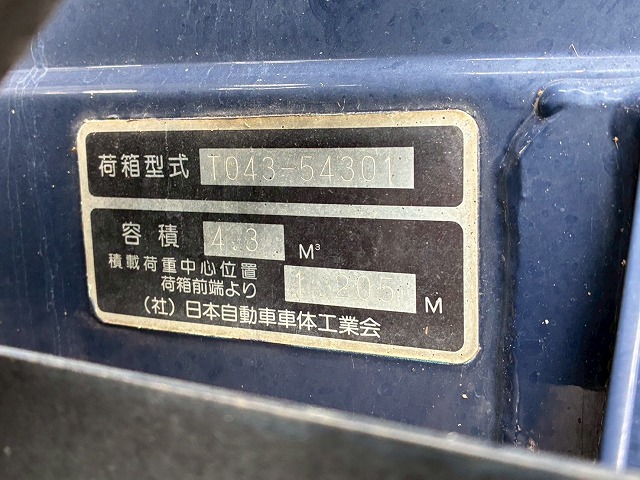 荷箱型式 T043-54301
容積 4.3 M³
積載荷重中心位置
荷箱前端より 1.205 M
(社)日本自動車車体工業会